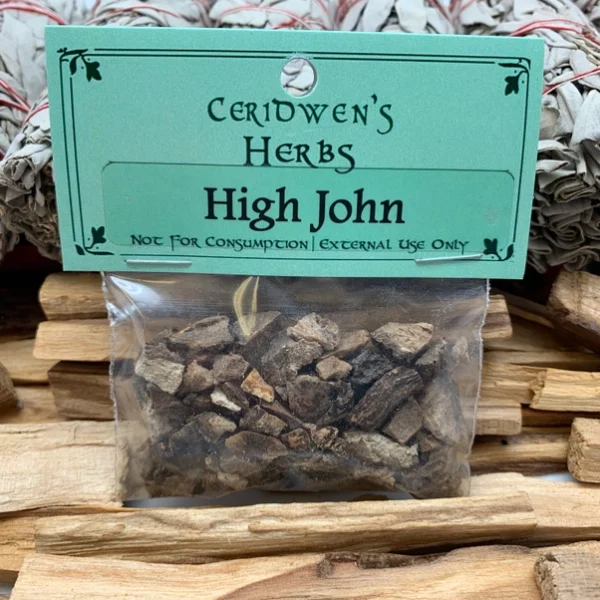 Ceridwen's
Herbs
High John
Not For Consumption | External Use Only